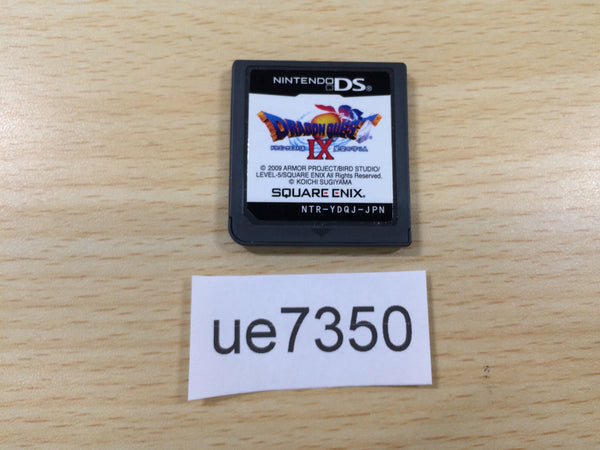 NINTENDO DS®
DRAGON QUEST
IX
© 2009 ARMOR PROJECT/BIRD STUDIO/
LEVEL-5/SQUARE ENIX All Rights Reserved.
© KOICHI SUGIYAMA
SQUARE ENIX.
NTR-YDQJ-JPN
ue7350